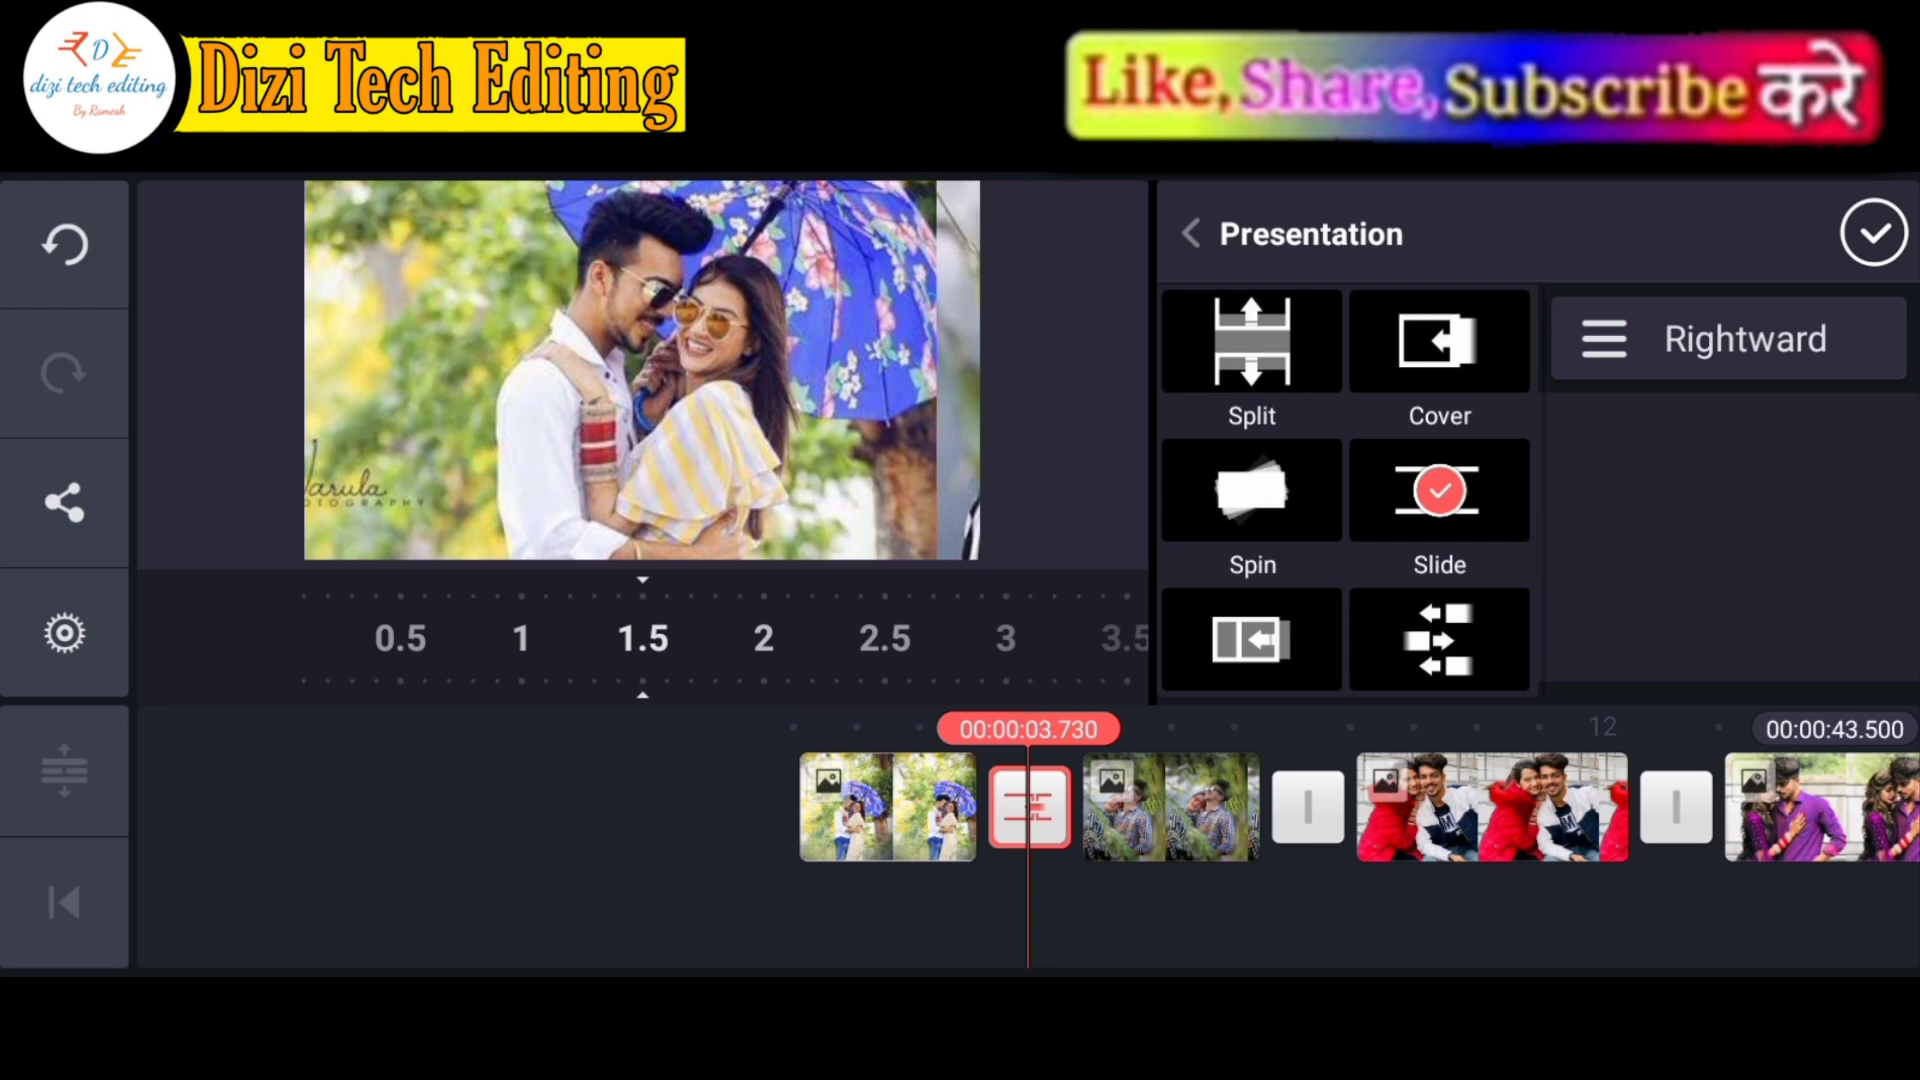 dizi tech editing
By Ramesh
Dizi Tech Editing
Like, Share, Subscribe करे
Presentation
Split
Cover
Rightward
Spin
Slide
Varula
0.5 1 1.5 2 2.5 3 3.5
00:00:03.730
12
00:00:43.500